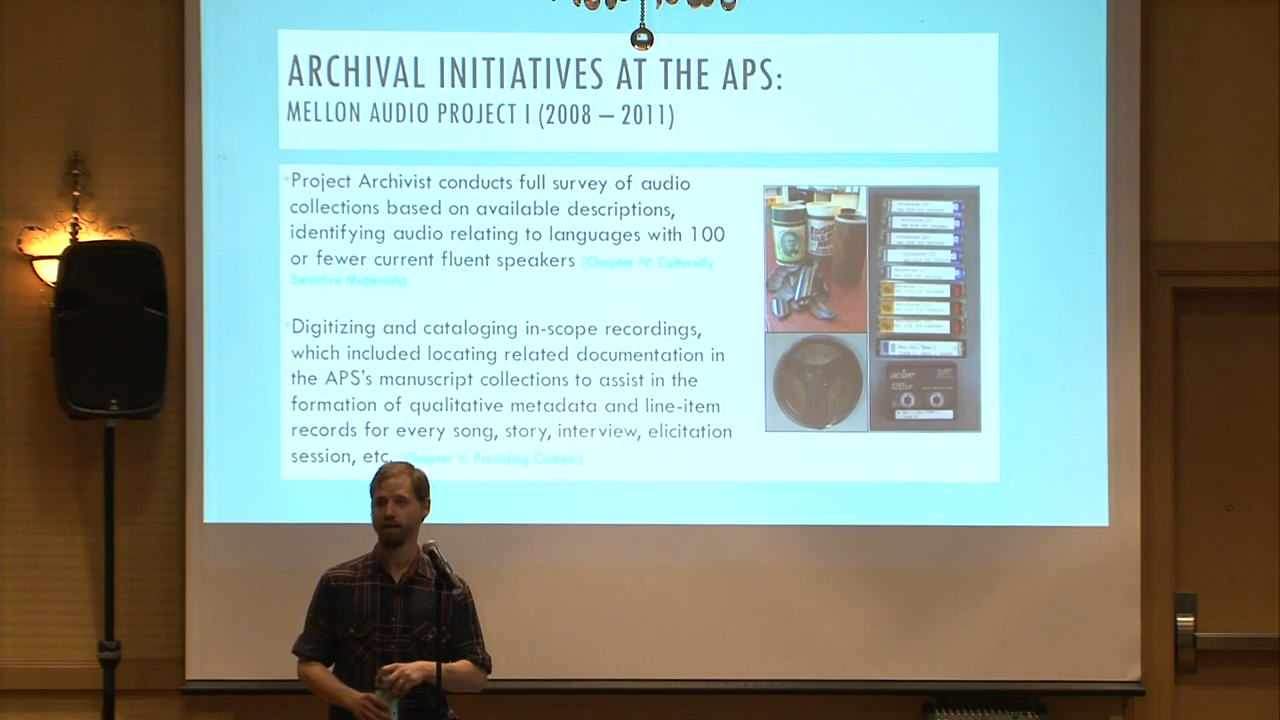 ARCHIVAL INITIATIVES AT THE APS:
MELLON AUDIO PROJECT I (2008 – 2011)
Project Archivist conducts full survey of audio
collections based on available descriptions,
identifying audio relating to languages with 100
or fewer current fluent speakers (Chapter IV: Culturally
Sensitive Materials)
Digitizing and cataloging in-scope recordings,
which included locating related documentation in
the APS's manuscript collections to assist in the
formation of qualitative metadata and line-item
records for every song, story, interview, elicitation
session, etc. (Chapter V: Providing Context)